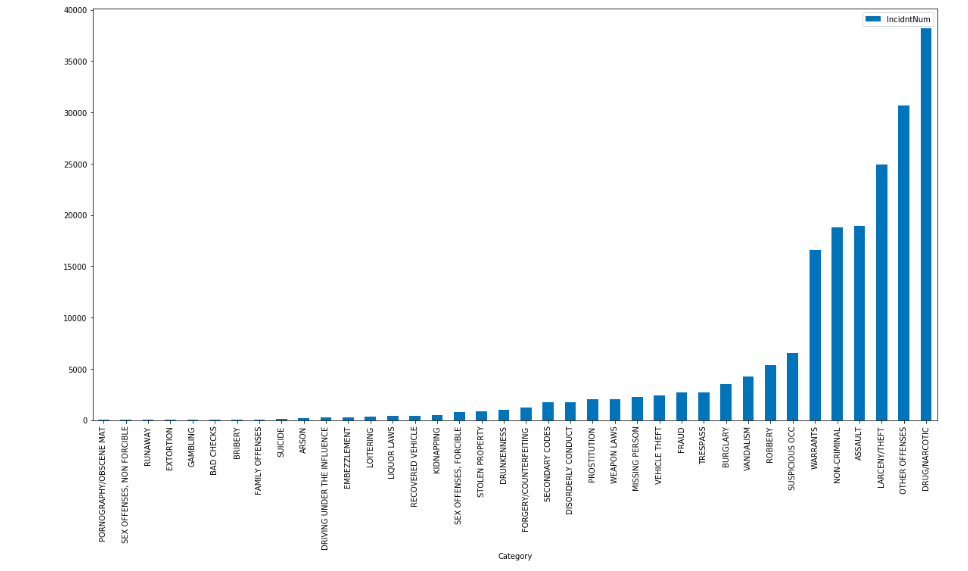 40000
35000
30000
25000
20000
15000
10000
5000
0
IncidntNum
PORNOGRAPHY/OBSCENE MAT
SEX OFFENSES, NON FORCIBLE
RUNAWAY
EXTORTION
GAMBLING
BAD CHECKS
BRIBERY
FAMILY OFFENSES
SUICIDE
ARSON
DRIVING UNDER THE INFLUENCE
EMBEZZLEMENT
LOITERING
LIQUOR LAWS
RECOVERED VEHICLE
KIDNAPPING
SEX OFFENSES, FORCIBLE
STOLEN PROPERTY
DRUNKENNESS
FORGERY/COUNTERFEITING
SECONDARY CODES
DISORDERLY CONDUCT
PROSTITUTION
WEAPON LAWS
MISSING PERSON
VEHICLE THEFT
FRAUD
TRESPASS
BURGLARY
VANDALISM
ROBBERY
SUSPICIOUS OCC
WARRANTS
NON-CRIMINAL
ASSAULT
LARCENY/THEFT
OTHER OFFENSES
DRUG/NARCOTIC
Category